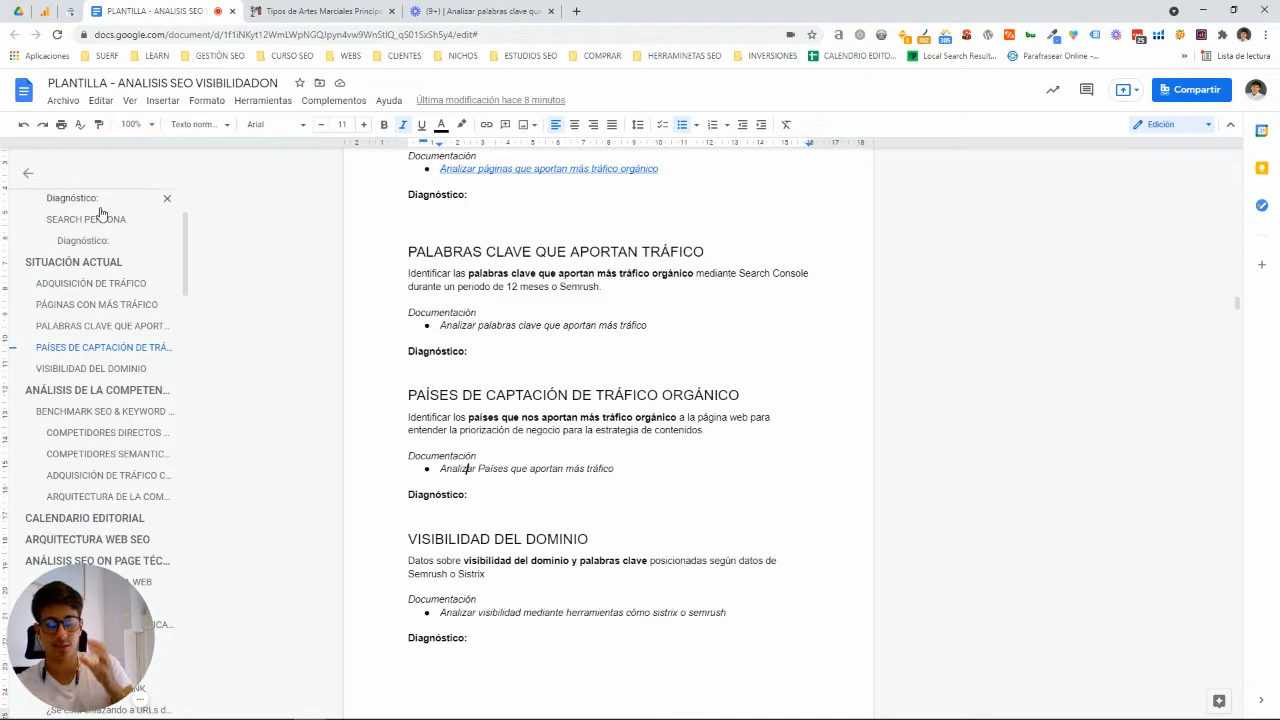 PLANTILLA - ANALISIS SEO
Tipos de Artes Marciales Principa
(9+) | Analizar palabras clave que
docs.google.com/document/d/1f1iNKyt12WmLWpNGQJpyn4vw9WnStIQ_qS01xSxSh5y4/edit#
Aplicaciones SUERF LEARN GESTION CURSO SEO WEB CLIENTES NICHOS ESTUDIOS SEO COMPRAR HERRAMINETAS SEO INVERSIONES CALENDARIO EDITO... Local Search Result... Parafrasear Online... Lista de lectura
PLANTILLA - ANALISIS SEO VISIBILIDADON
Archivo Editar Ver Insertar Formato Herramientas Complementos Ayuda Última modificación hace 8 minutos
Compartir
100% Texto norm... Arial 11 Edición
Diagnóstico:
SEARCH PERSONA
Diagnóstico:
SITUACIÓN ACTUAL
ADQUISICIÓN DE TRÁFICO
PÁGINAS CON MÁS TRÁFICO
PALABRAS CLAVE QUE APORT...
PAÍSES DE CAPTACIÓN DE TRÁ...
VISIBILIDAD DEL DOMINIO
ANÁLISIS DE LA COMPETEN...
BENCHMARK SEO & KEYWORD ...
COMPETIDORES DIRECTOS ...
COMPETIDORES SEMANTIC...
ADQUISICIÓN DE TRÁFICO C...
ARQUITECTURA DE LA COM...
CALENDARIO EDITORIAL
ARQUITECTURA WEB SEO
ANÁLISIS SEO ON PAGE TÉC...
WEB
¿Se está enlazando a URLs d...
Documentación
● Analizar páginas que aportan más tráfico orgánico
Diagnóstico:
PALABRAS CLAVE QUE APORTAN TRÁFICO
Identificar las palabras clave que aportan más tráfico orgánico mediante Search Console
durante un periodo de 12 meses o Semrush.
Documentación
● Analizar palabras clave que aportan más tráfico
Diagnóstico:
PAÍSES DE CAPTACIÓN DE TRÁFICO ORGÁNICO
Identificar los países que nos aportan más tráfico orgánico a la página web para
entender la priorización de negocio para la estrategia de contenidos.
Documentación
● Analizar Países que aportan más tráfico
Diagnóstico:
VISIBILIDAD DEL DOMINIO
Datos sobre visibilidad del dominio y palabras clave posicionadas según datos de
Semrush o Sistrix
Documentación
● Analizar visibilidad mediante herramientas cómo sistrix o semrush
Diagnóstico: